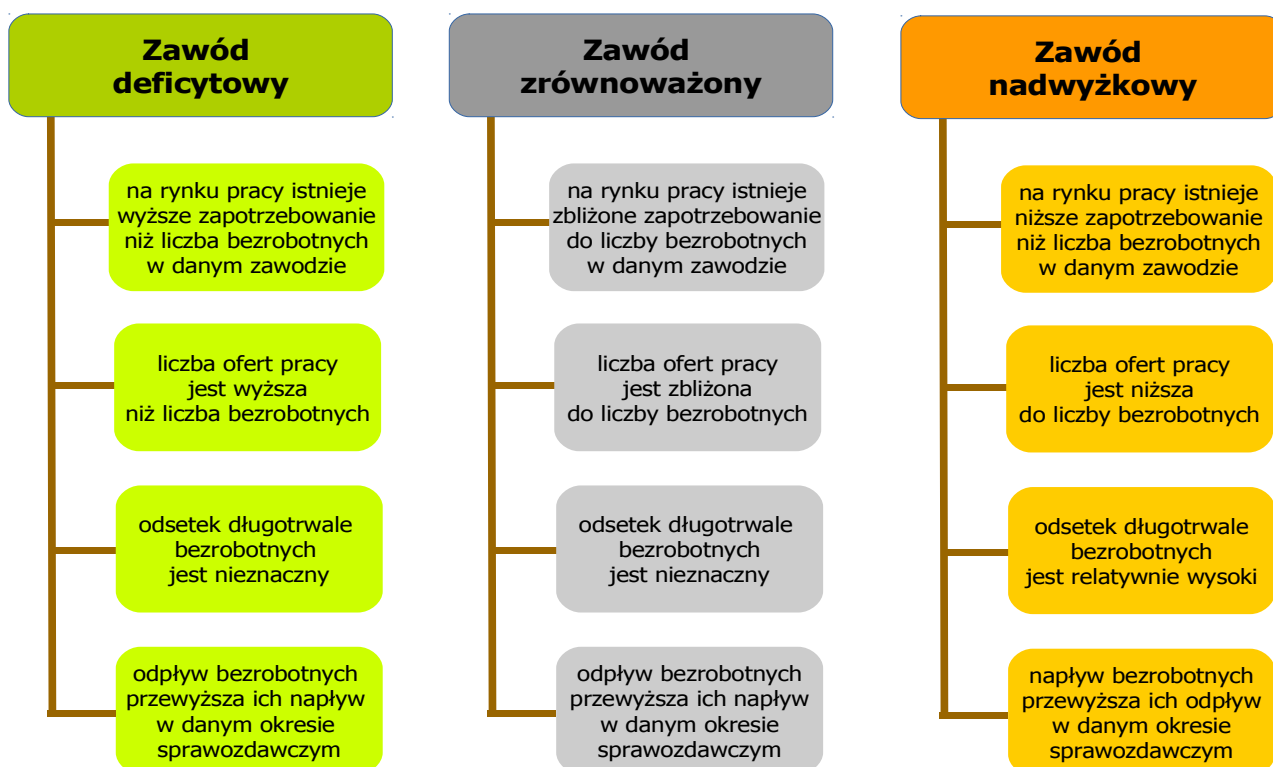 Zawód
deficytowy
na rynku pracy istnieje
wyższe zapotrzebowanie
niż liczba bezrobotnych
w danym zawodzie
liczba ofert pracy
jest wyższa
niż liczba bezrobotnych
odsetek długotrwale
bezrobotnych
jest nieznaczny
odpływ bezrobotnych
przewyższa ich napływ
w danym okresie
sprawozdawczym
Zawód
zrównoważony
na rynku pracy istnieje
zbliżone zapotrzebowanie
do liczby bezrobotnych
w danym zawodzie
liczba ofert pracy
jest zbliżona
do liczby bezrobotnych
odsetek długotrwale
bezrobotnych
jest nieznaczny
odpływ bezrobotnych
przewyższa ich napływ
w danym okresie
sprawozdawczym
Zawód
nadwyżkowy
na rynku pracy istnieje
niższe zapotrzebowanie
niż liczba bezrobotnych
w danym zawodzie
liczba ofert pracy
jest niższa
do liczby bezrobotnych
odsetek długotrwale
bezrobotnych
jest relatywnie wysoki
napływ bezrobotnych
przewyższa ich odpływ
w danym okresie
sprawozdawczym